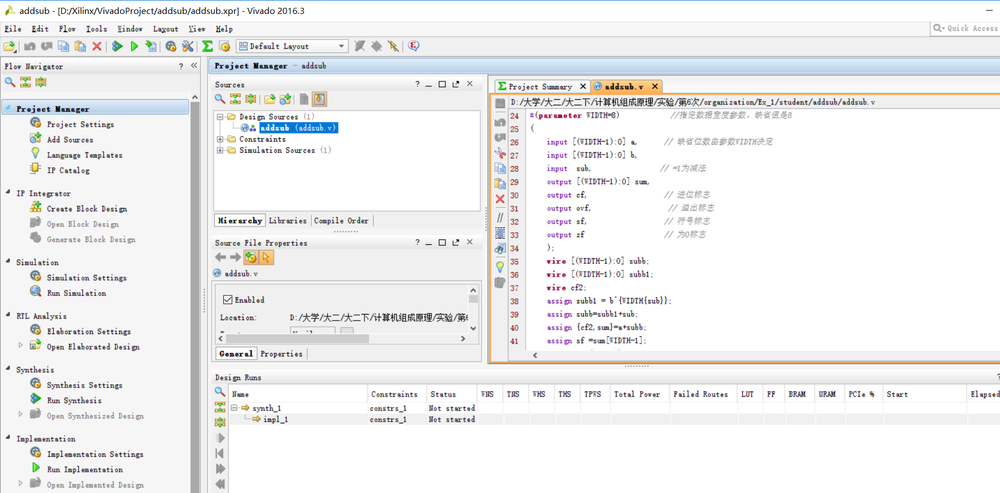 addsub - [D:/Xilinx/VivadoProject/addsub/addsub.xpr] - Vivado 2016.3
File Edit Flow Tools Window Layout View Help
Quick Access
Default Layout
Flow Navigator
Project Manager
Project Settings
Add Sources
Language Templates
IP Catalog
IP Integrator
Create Block Design
Open Block Design
Generate Block Design
Simulation
Simulation Settings
Run Simulation
RTL Analysis
Elaboration Settings
Open Elaborated Design
Synthesis
Synthesis Settings
Run Synthesis
Open Synthesized Design
Implementation
Implementation Settings
Run Implementation
Open Implemented Design
Project Manager - addsub
Sources
Design Sources (1)
addsub (addsub.v)
Constraints
Simulation Sources (1)
Hierarchy Libraries Compile Order
Source File Properties
addsub.v
Enabled
Location: D:/大学/大二/大二下/计算机组成原理/实验/第6
General Properties
Project Summary addsub.v
D:/大学/大二/大二下/计算机组成原理/实验/第6次/organization/Ex_1/student/addsub/addsub.v
24 #(parameter WIDTH=8) //指定数据宽度参数，缺省值是8
25 (
26 input [(WIDTH-1):0] a, // 缺省位数由参数WIDTH决定
27 input [(WIDTH-1):0] b,
28 input sub, // =1为减法
29 output [(WIDTH-1):0] sum,
30 output cf, // 进位标志
31 output ovf, // 溢出标志
32 output sf, // 符号标志
33 output zf // 为0标志
34 );
35 wire [(WIDTH-1):0] subb;
36 wire [(WIDTH-1):0] subb1;
37 wire cf2;
38 assign subb1 = b^{WIDTH{sub}};
39 assign subb=subb1+sub;
40 assign {cf2,sum}=a+subb;
41 assign sf =sum[WIDTH-1];
Design Runs
Name Constraints Status WNS TNS WHS THS TPWS Total Power Failed Routes LUT FF BRAM URAM PCIe % Start Elapsed
synth_1 constrs_1 Not started
impl_1 constrs_1 Not started